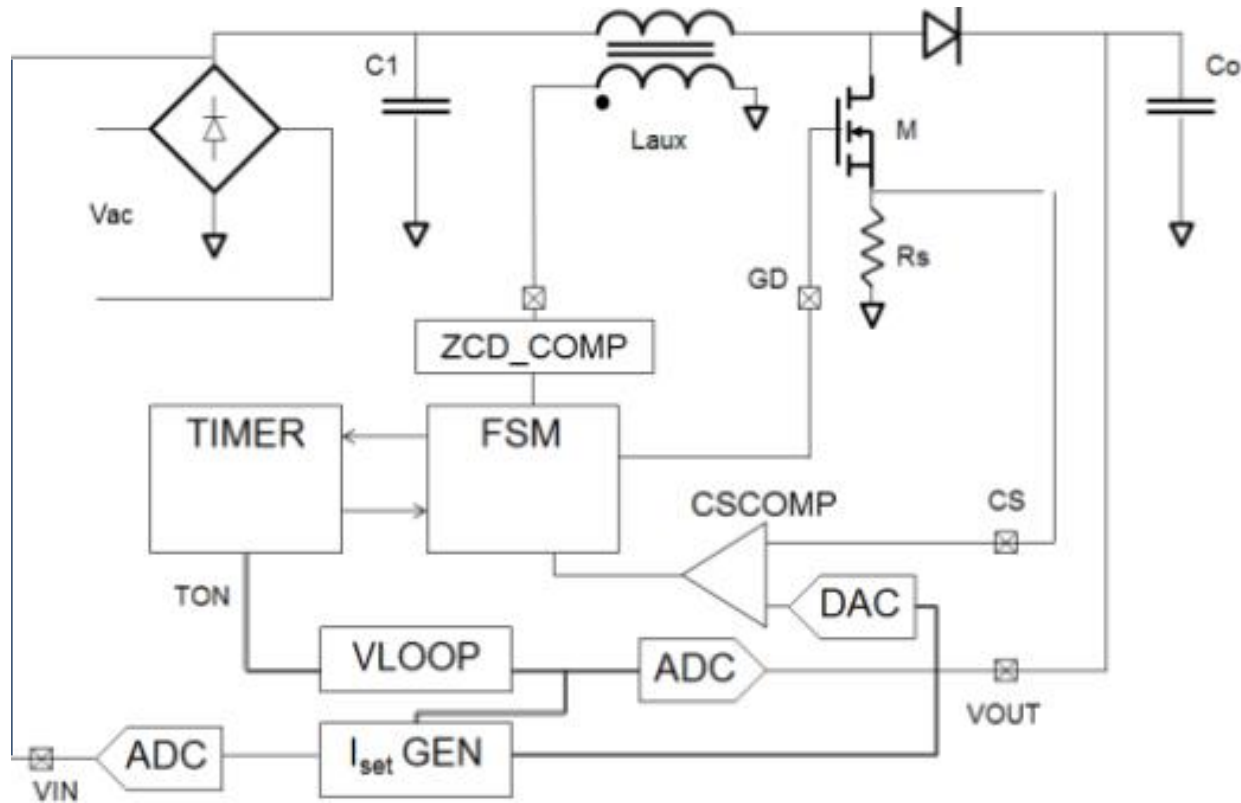 C1
Co
M
Laux
Vac
Rs
GD
ZCD_COMP
TIMER
FSM
CSCOMP
CS
TON
DAC
VLOOP
ADC
VOUT
ADC
Iset GEN
VIN